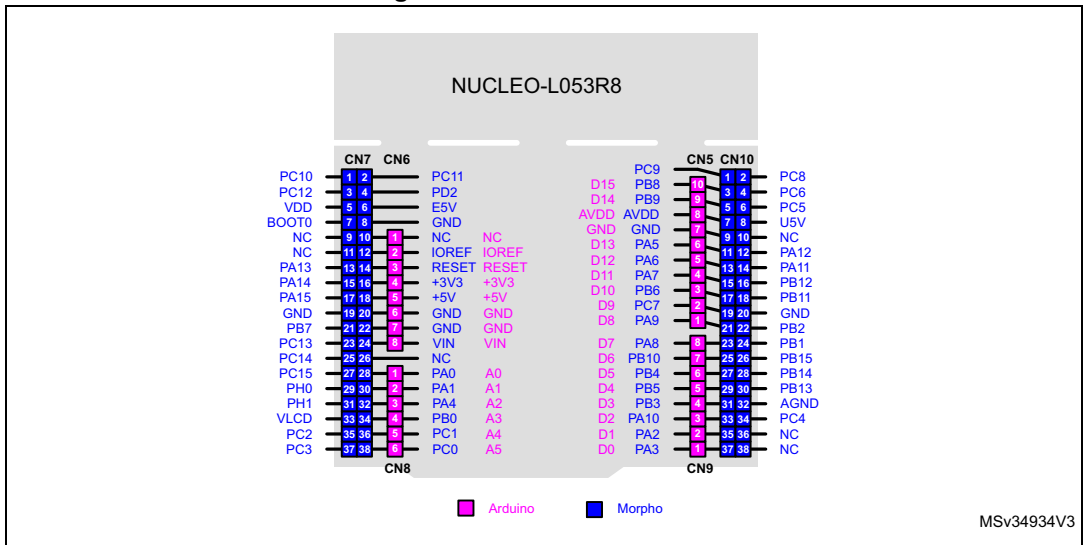 NUCLEO-L053R8
CN7 CN6 CN5 CN10
PC9
PC10 1 2 PC11 D15 PB8 10 1 2 PC8
PC12 3 4 PD2 D14 PB9 9 3 4 PC6
VDD 5 6 E5V AVDD AVDD 8 5 6 PC5
BOOT0 7 8 GND GND GND 7 7 8 U5V
NC 9 10 1 NC NC D13 PA5 6 9 10 NC
NC 11 12 2 IOREF IOREF D12 PA6 5 11 12 PA12
PA13 13 14 3 RESET RESET D11 PA7 4 13 14 PA11
PA14 15 16 4 +3V3 +3V3 D10 PB6 3 15 16 PB12
PA15 17 18 5 +5V +5V D9 PC7 2 17 18 PB11
GND 19 20 6 GND GND D8 PA9 1 19 20 GND
PB7 21 22 7 GND GND 21 22 PB2
PC13 23 24 8 VIN VIN D7 PA8 8 23 24 PB1
PC14 25 26 NC D6 PB10 7 25 26 PB15
PC15 27 28 1 PA0 A0 D5 PB4 6 27 28 PB14
PH0 29 30 2 PA1 A1 D4 PB5 5 29 30 PB13
PH1 31 32 3 PA4 A2 D3 PB3 4 31 32 AGND
VLCD 33 34 4 PB0 A3 D2 PA10 3 33 34 PC4
PC2 35 36 5 PC1 A4 D1 PA2 2 35 36 NC
PC3 37 38 6 PC0 A5 D0 PA3 1 37 38 NC
CN8 CN9
Arduino Morpho
MSv34934V3